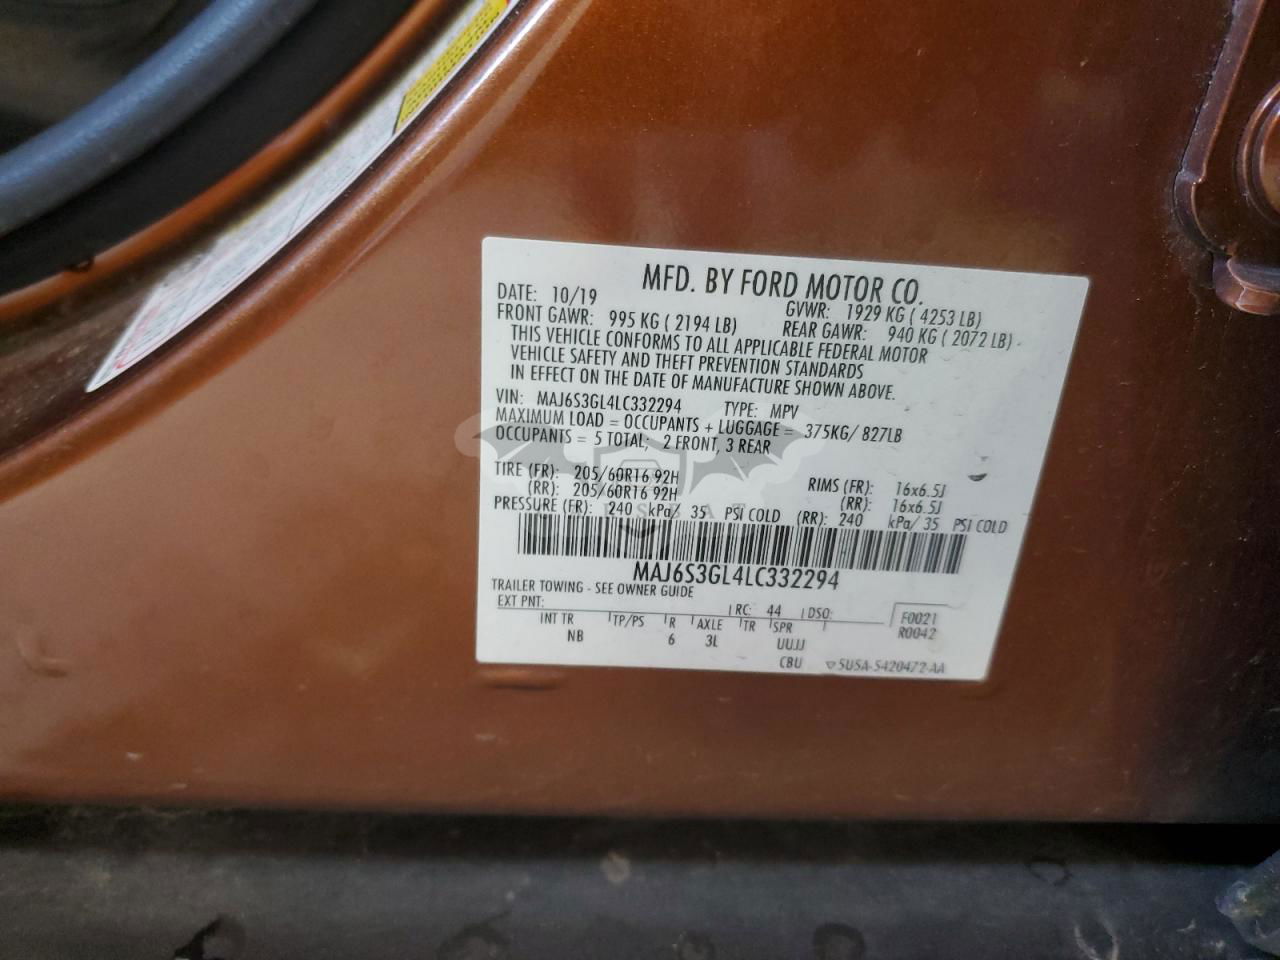 MFD. BY FORD MOTOR CO.
DATE: 10/19 GVWR: 1929 KG ( 4253 LB)
FRONT GAWR: 995 KG ( 2194 LB) REAR GAWR: 940 KG ( 2072 LB)
THIS VEHICLE CONFORMS TO ALL APPLICABLE FEDERAL MOTOR
VEHICLE SAFETY AND THEFT PREVENTION STANDARDS
IN EFFECT ON THE DATE OF MANUFACTURE SHOWN ABOVE.
VIN: MAJ6S3GL4LC332294 TYPE: MPV
MAXIMUM LOAD = OCCUPANTS + LUGGAGE = 375KG/ 827LB
OCCUPANTS = 5 TOTAL; 2 FRONT, 3 REAR
TIRE (FR): 205/60R16 92H RIMS (FR): 16x6.5J
(RR): 205/60R16 92H (RR): 16x6.5J
PRESSURE (FR): 240 kPa/ 35 PSI COLD (RR): 240 kPa/ 35 PSI COLD
MAJ6S3GL4LC332294
TRAILER TOWING - SEE OWNER GUIDE
EXT PNT: RC: 44 DSO: F0021
INT TR TP/PS R AXLE TR SPR R0042
NB 6 3L UUJJ
CBU 5U5A-5420472-AA